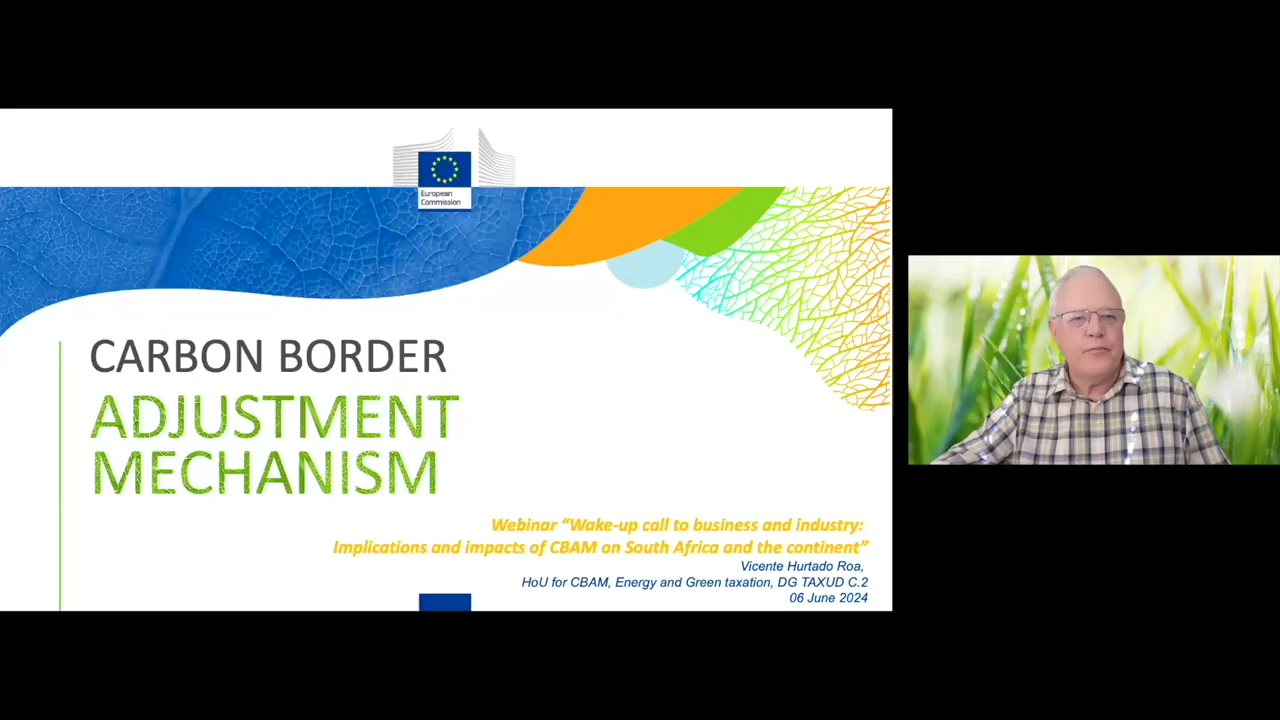 European
Commission
CARBON BORDER
ADJUSTMENT
MECHANISM
Webinar “Wake-up call to business and industry:
Implications and impacts of CBAM on South Africa and the continent”
Vicente Hurtado Roa,
HoU for CBAM, Energy and Green taxation, DG TAXUD C.2
06 June 2024